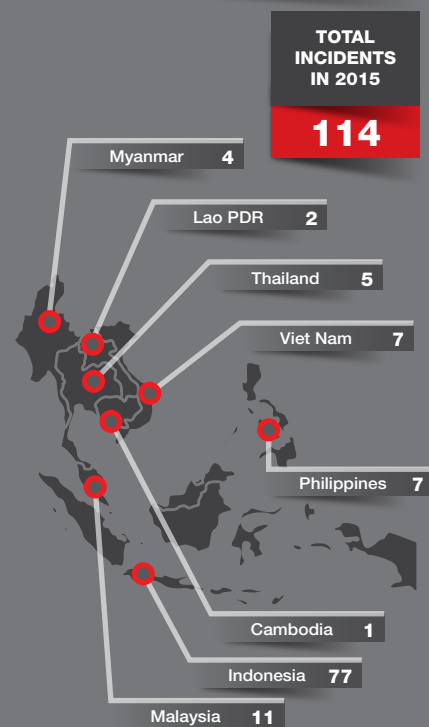 TOTAL
INCIDENTS
IN 2015
114
Myanmar 4
Lao PDR 2
Thailand 5
Viet Nam 7
Philippines 7
Cambodia 1
Indonesia 77
Malaysia 11